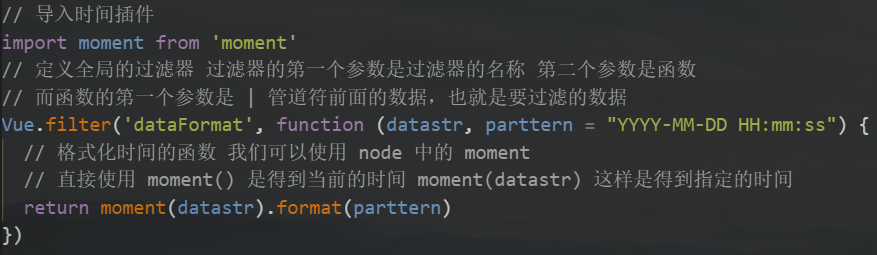 // 导入时间插件
import moment from 'moment'
// 定义全局的过滤器 过滤器的第一个参数是过滤器的名称 第二个参数是函数
// 而函数的第一个参数是 | 管道符前面的数据，也就是要过滤的数据
Vue.filter('dataFormat', function (datastr, parttern = "YYYY-MM-DD HH:mm:ss") {
  // 格式化时间的函数 我们可以使用 node 中的 moment
  // 直接使用 moment() 是得到当前的时间 moment(datastr) 这样是得到指定的时间
  return moment(datastr).format(parttern)
})